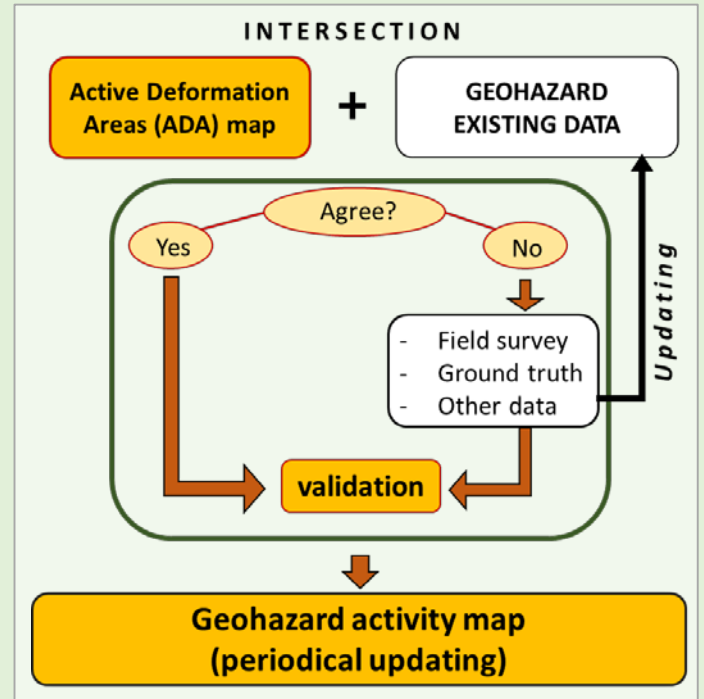 INTERSECTION
Active Deformation
Areas (ADA) map
+
GEOHAZARD
EXISTING DATA
Agree?
Yes
No
- Field survey
- Ground truth
- Other data
Updating
validation
Geohazard activity map
(periodical updating)